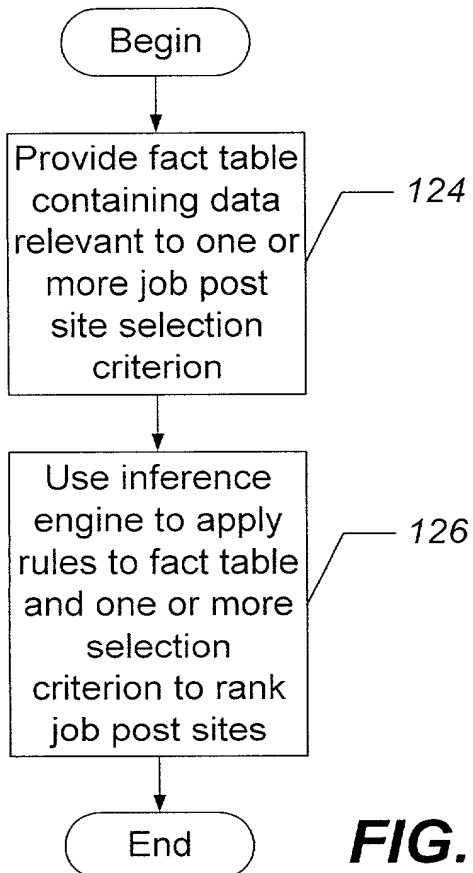 Begin
Provide fact table
containing data
relevant to one or
more job post
site selection
criterion
124
Use inference
engine to apply
rules to fact table
and one or more
selection
criterion to rank
job post sites
126
End
FIG.